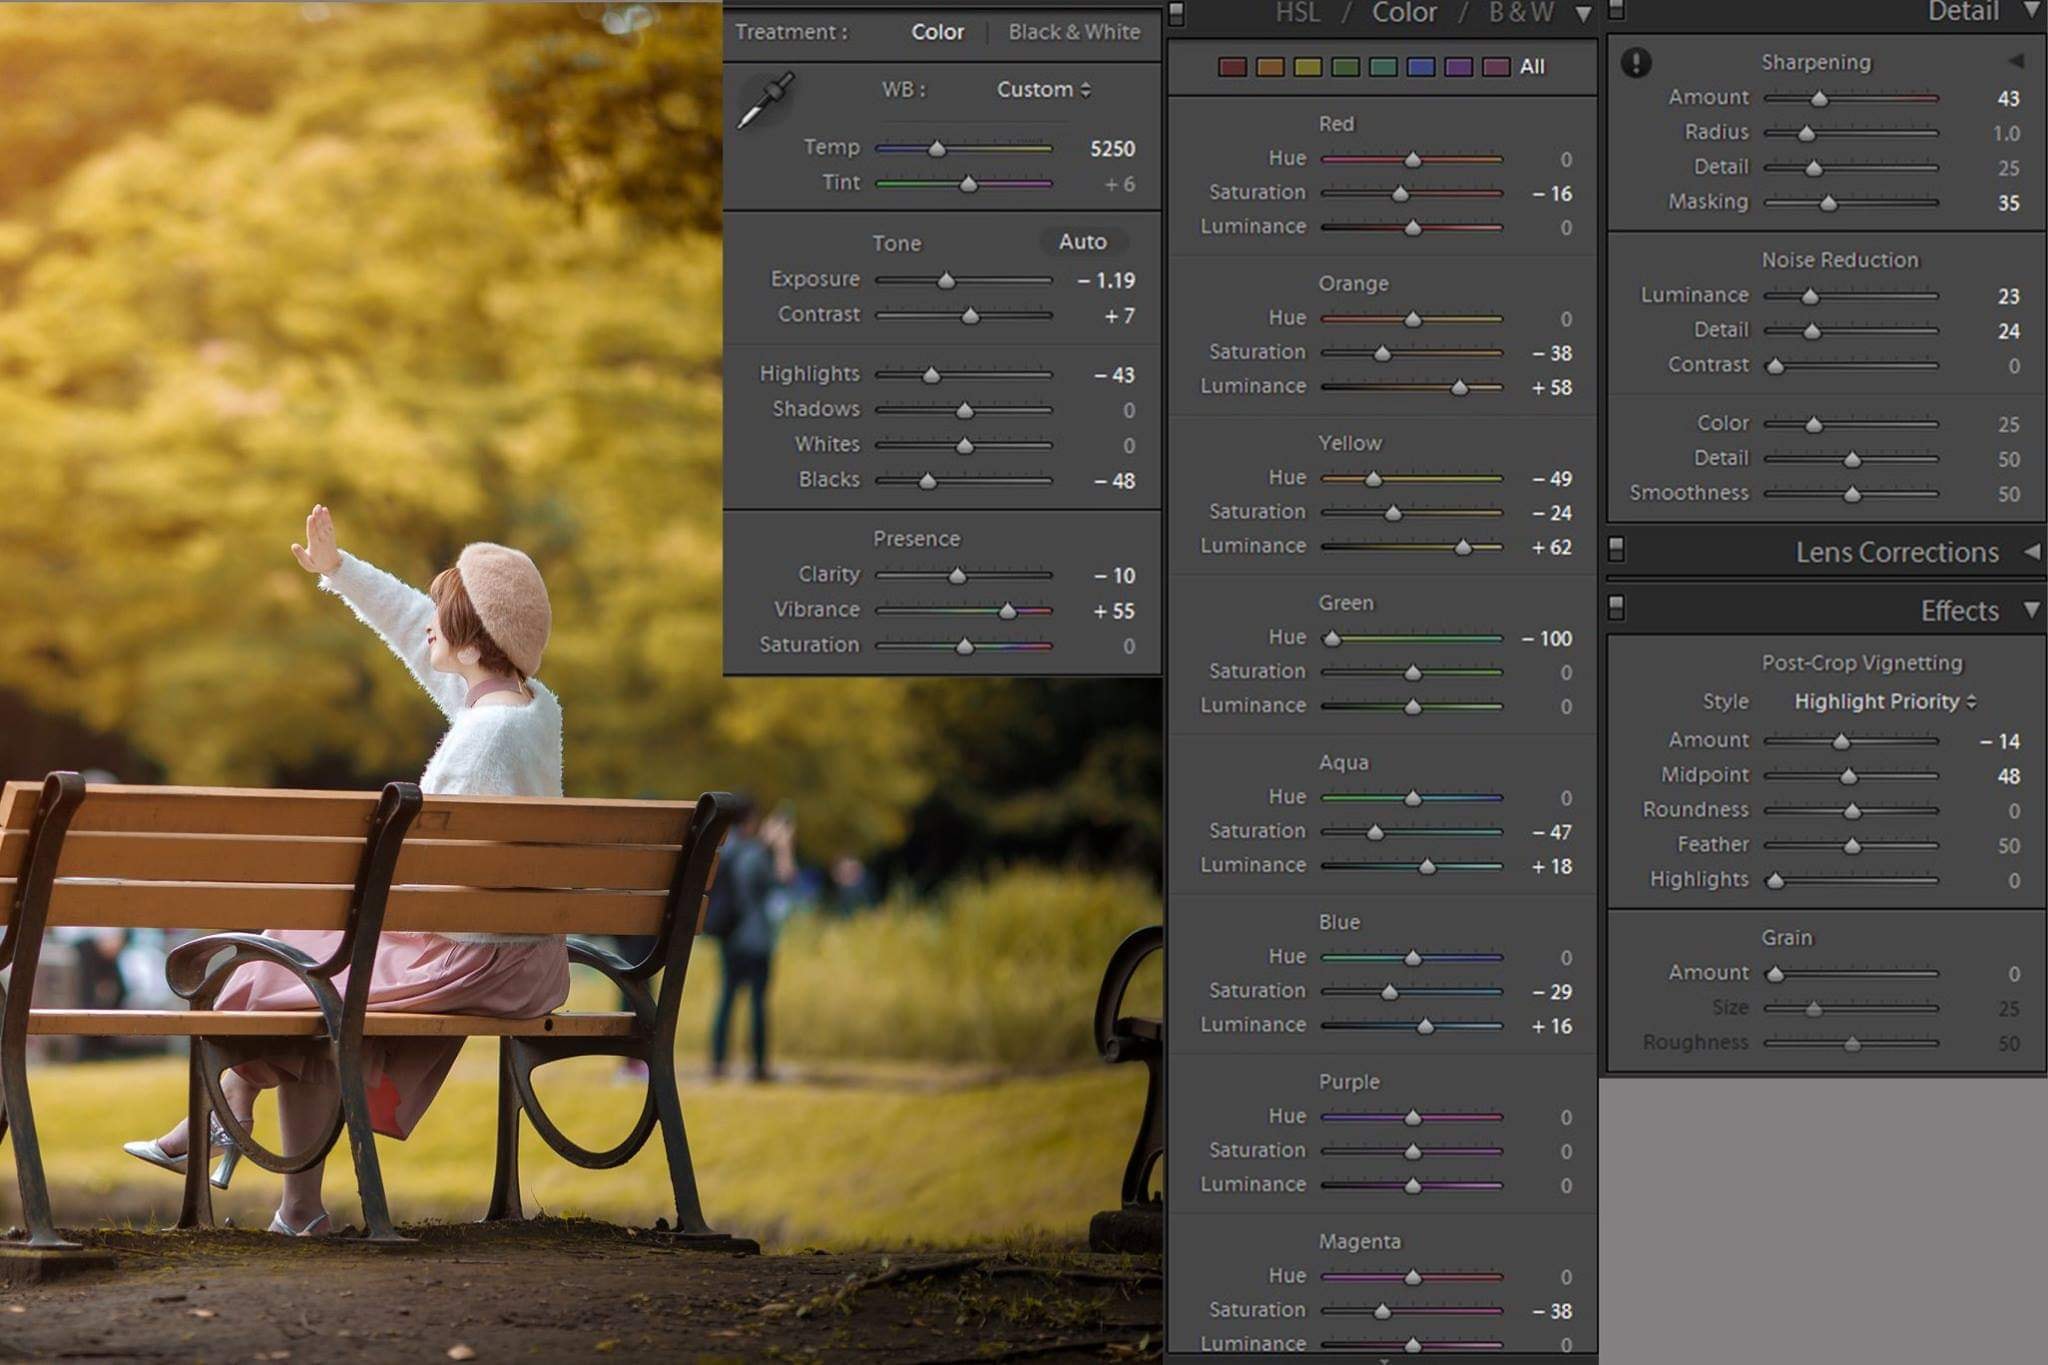 Treatment : Color | Black & White
WB : Custom
Temp 5250
Tint + 6
Tone Auto
Exposure – 1.19
Contrast + 7
Highlights – 43
Shadows 0
Whites 0
Blacks – 48
Presence
Clarity – 10
Vibrance + 55
Saturation 0
HSL / Color / B & W
All
Red
Hue 0
Saturation – 16
Luminance 0
Orange
Hue 0
Saturation – 38
Luminance + 58
Yellow
Hue – 49
Saturation – 24
Luminance + 62
Green
Hue – 100
Saturation 0
Luminance 0
Aqua
Hue 0
Saturation – 47
Luminance + 18
Blue
Hue 0
Saturation – 29
Luminance + 16
Purple
Hue 0
Saturation 0
Luminance 0
Magenta
Hue 0
Saturation – 38
Luminance 0
Detail
Sharpening
Amount 43
Radius 1.0
Detail 25
Masking 35
Noise Reduction
Luminance 23
Detail 24
Contrast 0
Color 25
Detail 50
Smoothness 50
Lens Corrections
Effects
Post-Crop Vignetting
Style Highlight Priority
Amount – 14
Midpoint 48
Roundness 0
Feather 50
Highlights 0
Grain
Amount 0
Size 25
Roughness 50